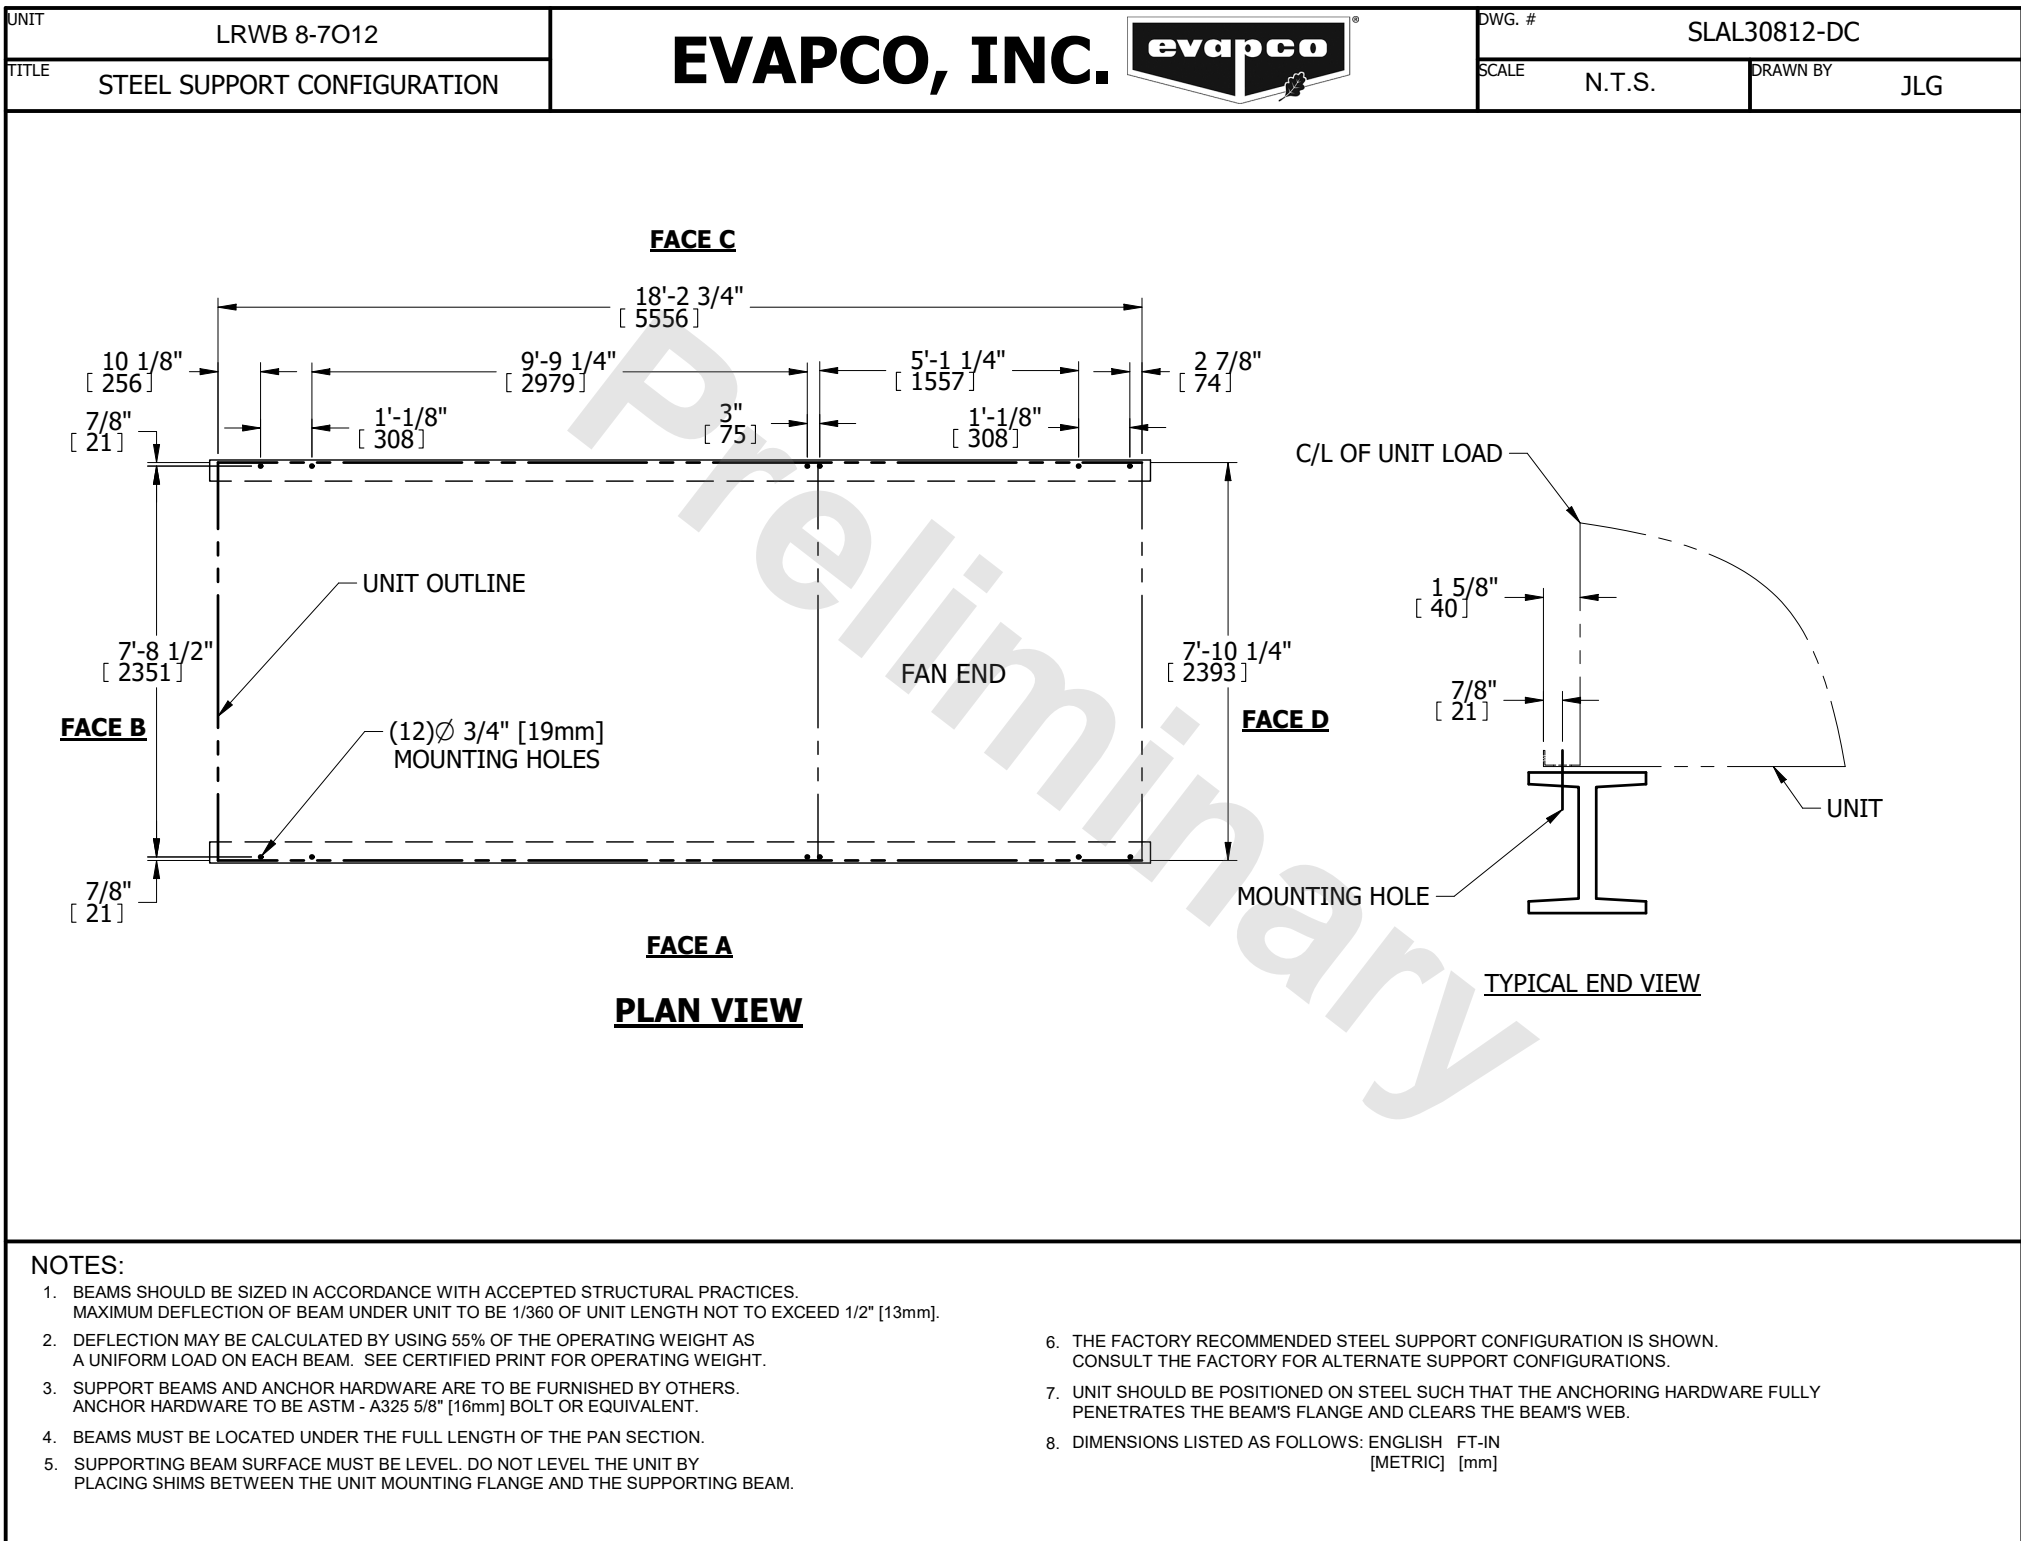 UNIT
LRWB 8-7O12
TITLE
STEEL SUPPORT CONFIGURATION
EVAPCO, INC.
evapco®
DWG. #
SLAL30812-DC
SCALE
N.T.S.
DRAWN BY
JLG
FACE C
18'-2 3/4"
[ 5556 ]
10 1/8"
[ 256 ]
9'-9 1/4"
[ 2979 ]
5'-1 1/4"
[ 1557 ]
2 7/8"
[ 74 ]
7/8"
[ 21 ]
1'-1/8"
[ 308 ]
3"
[ 75 ]
1'-1/8"
[ 308 ]
C/L OF UNIT LOAD
UNIT OUTLINE
1 5/8"
[ 40 ]
7'-8 1/2"
[ 2351 ]
FAN END
7'-10 1/4"
[ 2393 ]
7/8"
[ 21 ]
FACE B
(12)∅ 3/4" [19mm]
MOUNTING HOLES
FACE D
UNIT
7/8"
[ 21 ]
MOUNTING HOLE
FACE A
TYPICAL END VIEW
PLAN VIEW
Preliminary
NOTES:
1. BEAMS SHOULD BE SIZED IN ACCORDANCE WITH ACCEPTED STRUCTURAL PRACTICES.
MAXIMUM DEFLECTION OF BEAM UNDER UNIT TO BE 1/360 OF UNIT LENGTH NOT TO EXCEED 1/2" [13mm].
2. DEFLECTION MAY BE CALCULATED BY USING 55% OF THE OPERATING WEIGHT AS
A UNIFORM LOAD ON EACH BEAM. SEE CERTIFIED PRINT FOR OPERATING WEIGHT.
3. SUPPORT BEAMS AND ANCHOR HARDWARE ARE TO BE FURNISHED BY OTHERS.
ANCHOR HARDWARE TO BE ASTM - A325 5/8" [16mm] BOLT OR EQUIVALENT.
4. BEAMS MUST BE LOCATED UNDER THE FULL LENGTH OF THE PAN SECTION.
5. SUPPORTING BEAM SURFACE MUST BE LEVEL. DO NOT LEVEL THE UNIT BY
PLACING SHIMS BETWEEN THE UNIT MOUNTING FLANGE AND THE SUPPORTING BEAM.
6. THE FACTORY RECOMMENDED STEEL SUPPORT CONFIGURATION IS SHOWN.
CONSULT THE FACTORY FOR ALTERNATE SUPPORT CONFIGURATIONS.
7. UNIT SHOULD BE POSITIONED ON STEEL SUCH THAT THE ANCHORING HARDWARE FULLY
PENETRATES THE BEAM'S FLANGE AND CLEARS THE BEAM'S WEB.
8. DIMENSIONS LISTED AS FOLLOWS: ENGLISH FT-IN
[METRIC] [mm]